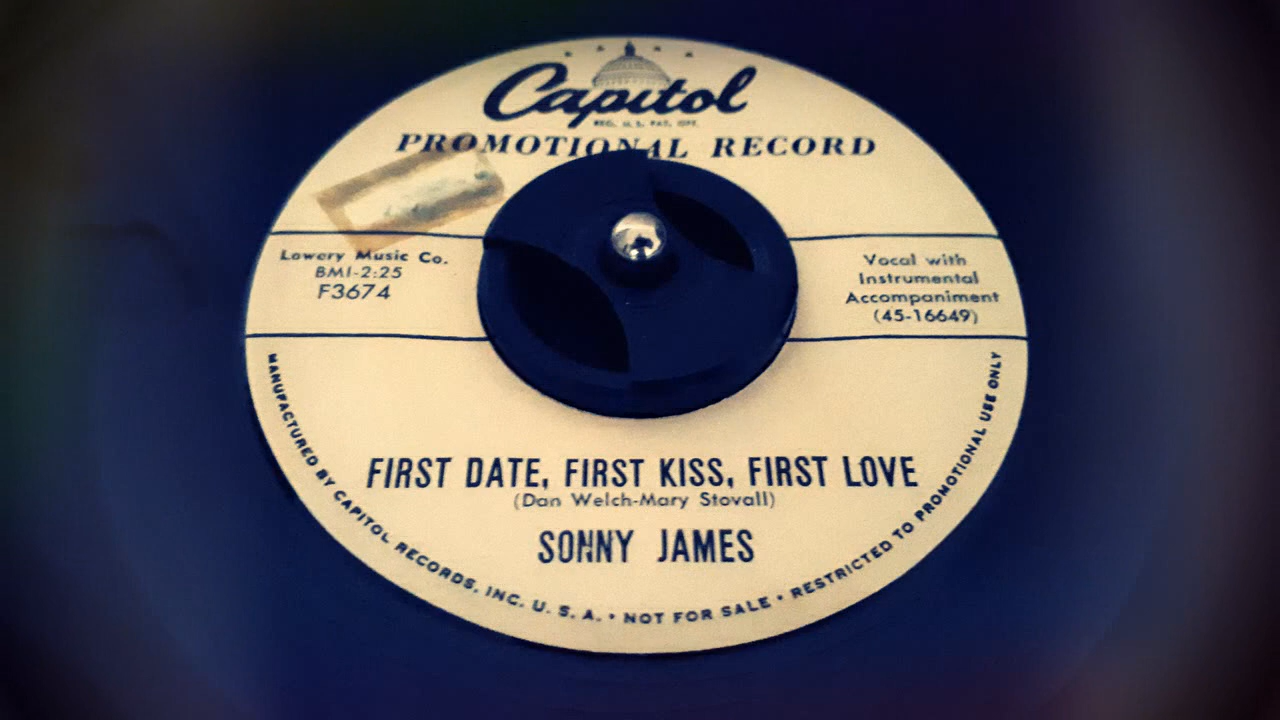 Capitol
REG. U.S. PAT. OFF.
PROMOTIONAL RECORD
Lowery Music Co.
BMI-2:25
F3674
Vocal with
Instrumental
Accompaniment
(45-16649)
FIRST DATE, FIRST KISS, FIRST LOVE
(Dan Welch-Mary Stovall)
SONNY JAMES
MANUFACTURED BY CAPITOL RECORDS, INC. U. S. A. • NOT FOR SALE • RESTRICTED TO PROMOTIONAL USE ONLY